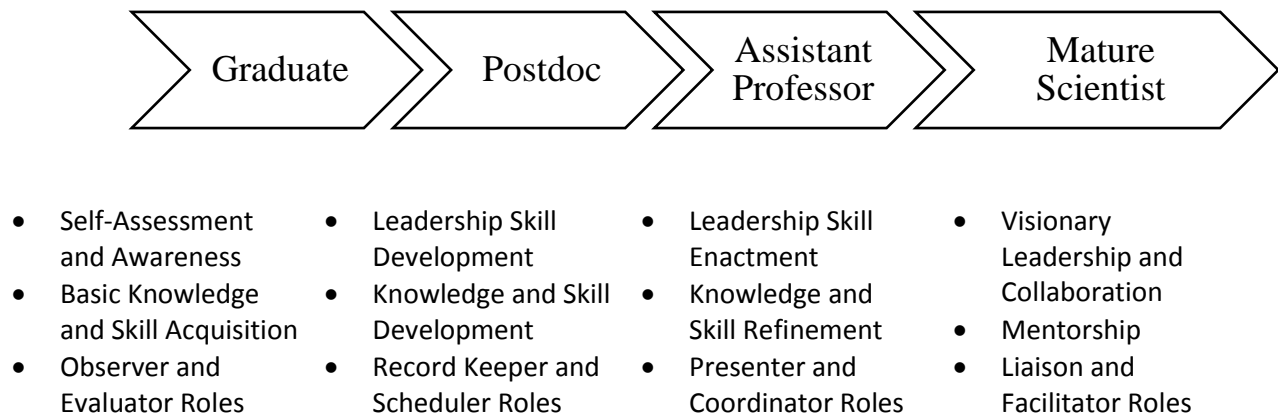 Graduate
Postdoc
Assistant
Professor
Mature
Scientist
• Self-Assessment
and Awareness
• Basic Knowledge
and Skill Acquisition
• Observer and
Evaluator Roles
• Leadership Skill
Development
• Knowledge and Skill
Development
• Record Keeper and
Scheduler Roles
• Leadership Skill
Enactment
• Knowledge and
Skill Refinement
• Presenter and
Coordinator Roles
• Visionary
Leadership and
Collaboration
• Mentorship
• Liaison and
Facilitator Roles